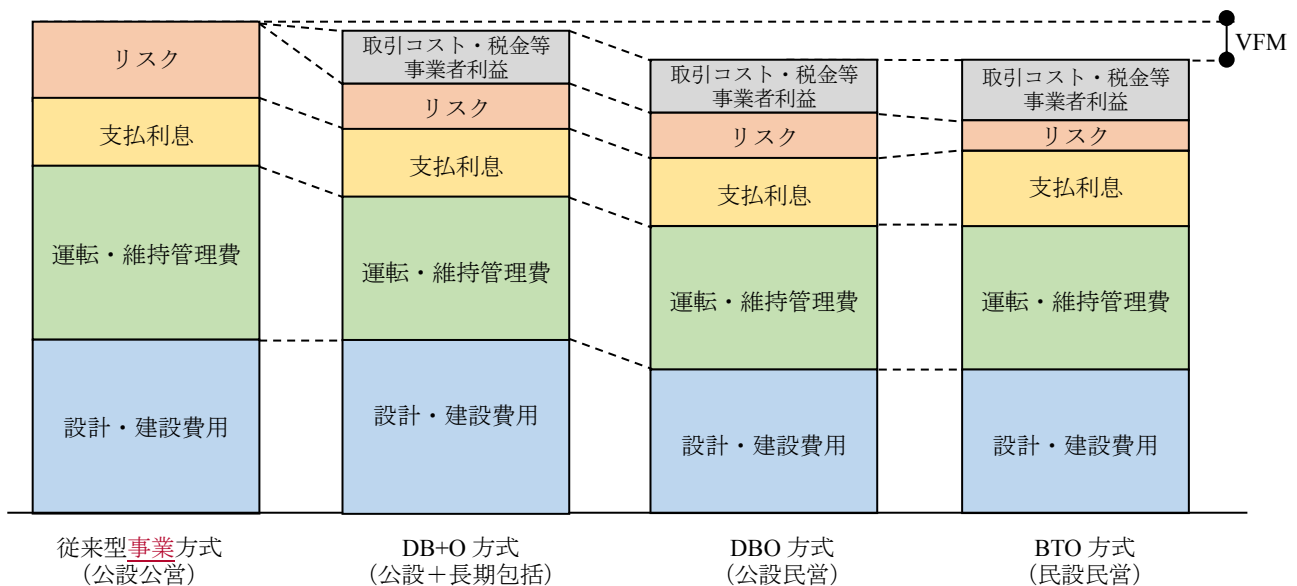 リスク
支払利息
運転・維持管理費
設計・建設費用
従来型事業方式
（公設公営）
取引コスト・税金等
事業者利益
リスク
支払利息
運転・維持管理費
設計・建設費用
DB+O 方式
（公設＋長期包括）
取引コスト・税金等
事業者利益
リスク
支払利息
運転・維持管理費
設計・建設費用
DBO 方式
（公設民営）
取引コスト・税金等
事業者利益
リスク
支払利息
運転・維持管理費
設計・建設費用
BTO 方式
（民設民営）
VFM